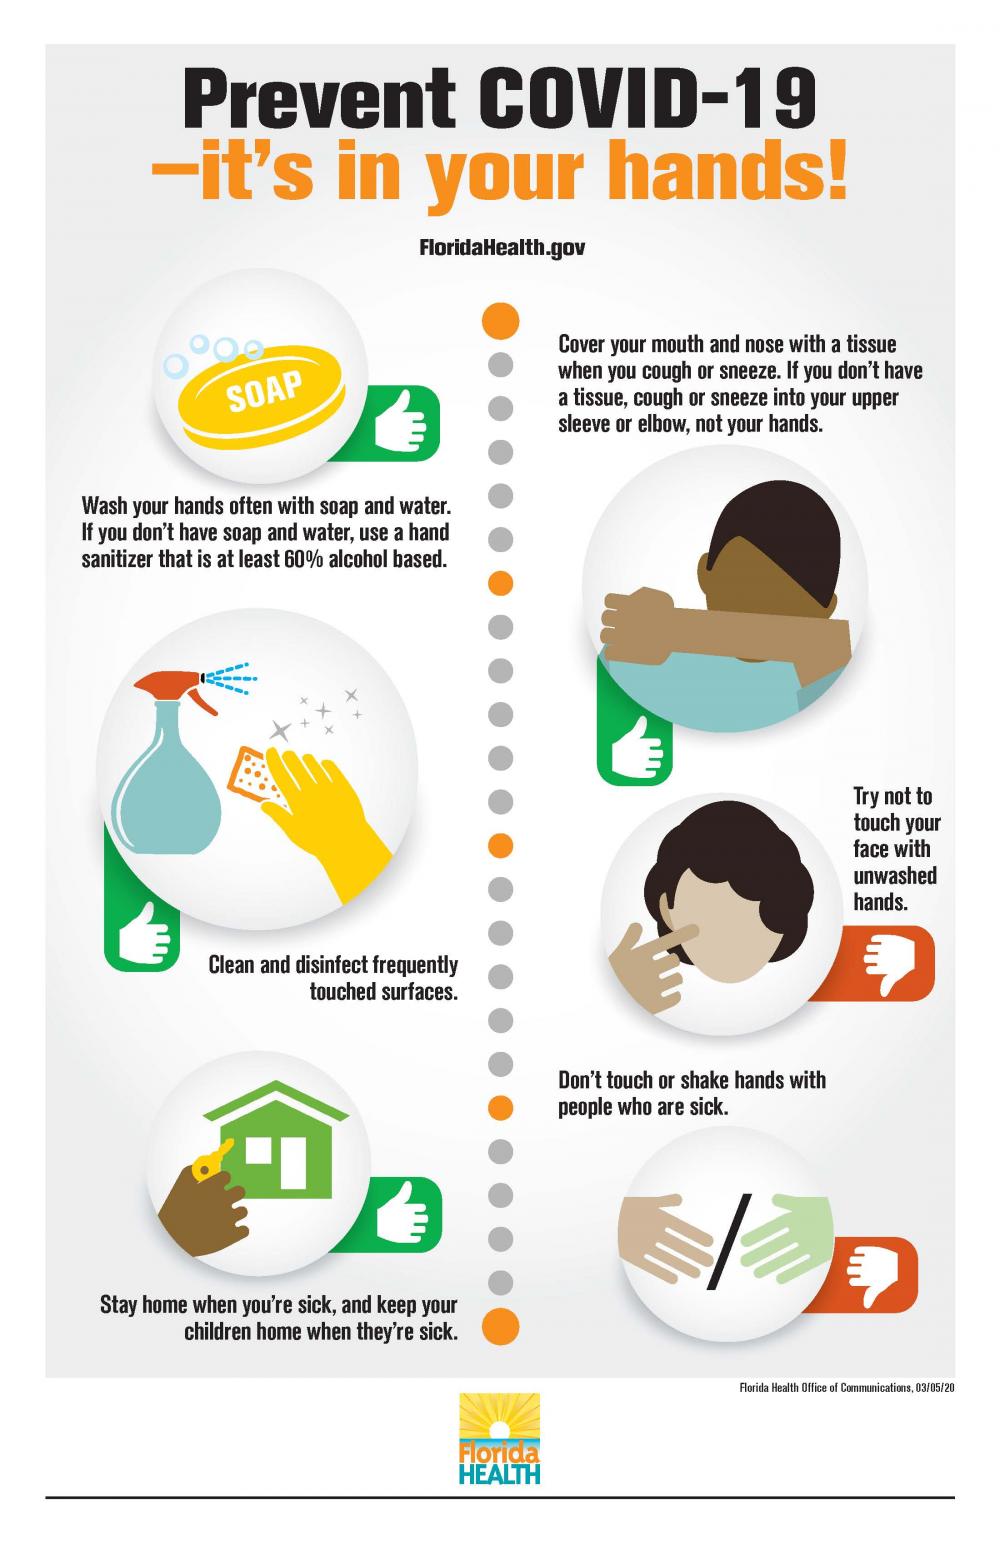 Prevent COVID-19
–it's in your hands!
FloridaHealth.gov
SOAP
Wash your hands often with soap and water.
If you don't have soap and water, use a hand
sanitizer that is at least 60% alcohol based.
Cover your mouth and nose with a tissue
when you cough or sneeze. If you don't have
a tissue, cough or sneeze into your upper
sleeve or elbow, not your hands.
Clean and disinfect frequently
touched surfaces.
Try not to
touch your
face with
unwashed
hands.
Stay home when you're sick, and keep your
children home when they're sick.
Don't touch or shake hands with
people who are sick.
Florida Health Office of Communications, 03/05/20
Florida
HEALTH